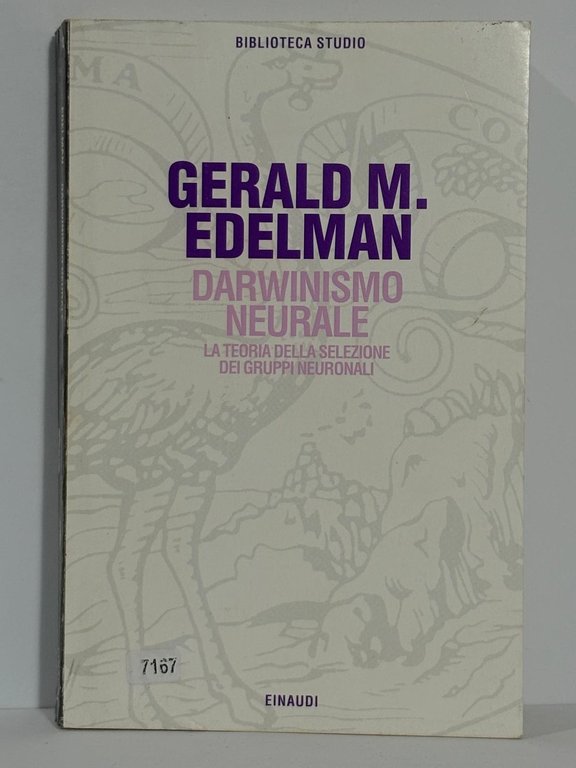 BIBLIOTECA STUDIO
GERALD M.
EDELMAN
DARWINISMO
NEURALE
LA TEORIA DELLA SELEZIONE
DEI GRUPPI NEURONALI
7167
EINAUDI